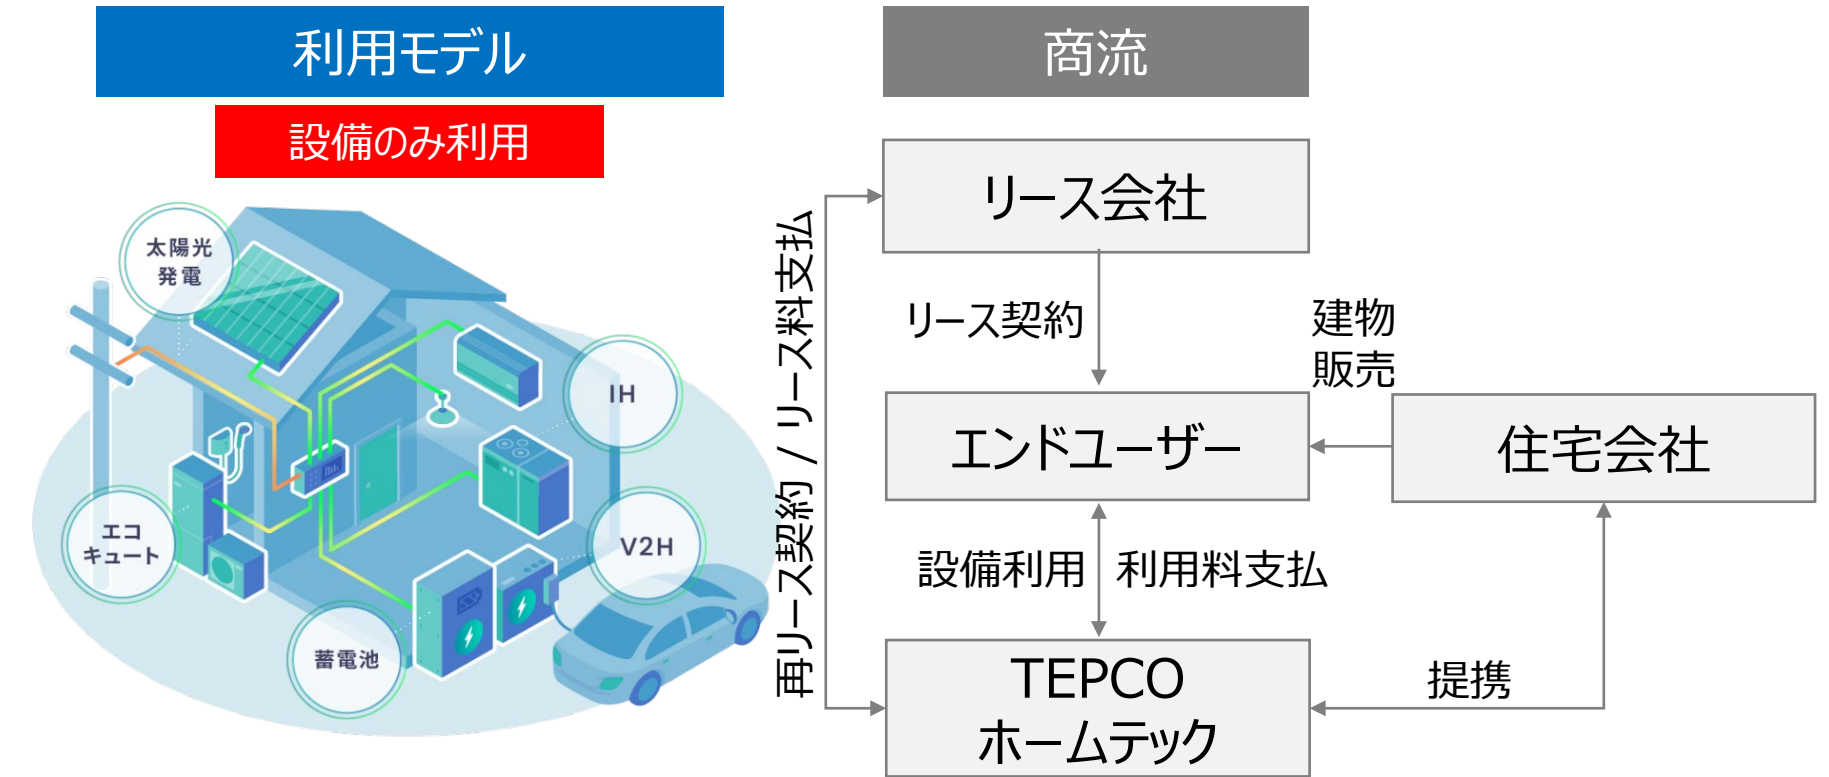 利用モデル
設備のみ利用
太陽光
発電
IH
エコ
キュート
V2H
蓄電池
商流
リース会社
再リース契約 / リース料支払
リース契約
建物
販売
エンドユーザー
住宅会社
設備利用
利用料支払
TEPCO
ホームテック
提携